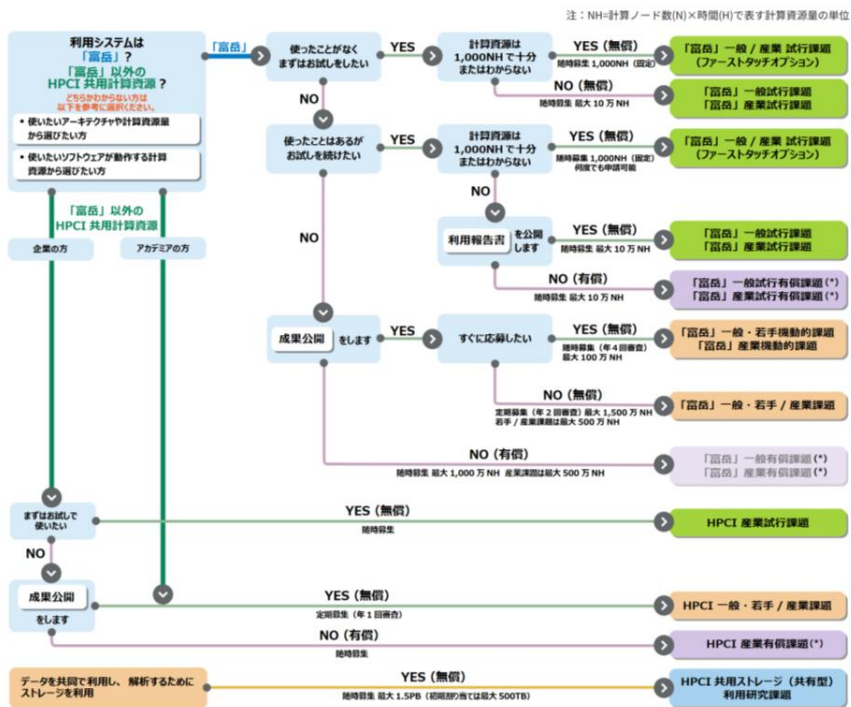 注：NH=計算ノード数(N)×時間(H)で表す計算資源量の単位
利用システムは
「富岳」？
「富岳」以外の
HPCI 共用計算資源？
どちらかわからない方は
以下を参考に選択ください。
• 使いたいアーキテクチャや計算資源量
から選びたい方
• 使いたいソフトウェアが動作する計算
資源から選びたい方
「富岳」
使ったことがなく
まずはお試しをしたい
YES
計算資源は
1,000NH で十分
またはわからない
YES（無償）
随時募集 1,000NH（固定）
「富岳」一般 / 産業 試行課題
（ファーストタッチオプション）
NO（無償）
随時募集 最大 10 万 NH
「富岳」一般試行課題
「富岳」産業試行課題
NO
使ったことはあるが
お試しを続けたい
YES
計算資源は
1,000NH で十分
またはわからない
YES（無償）
随時募集 1,000NH（固定）
何度でも申請可能
「富岳」一般 / 産業 試行課題
（ファーストタッチオプション）
NO
利用報告書 を公開
します
YES（無償）
随時募集 最大 10 万 NH
「富岳」一般試行課題
「富岳」産業試行課題
NO（有償）
随時募集 最大 10 万 NH
「富岳」一般試行有償課題(*)
「富岳」産業試行有償課題(*)
NO
成果公開 をします
YES
すぐに応募したい
YES（無償）
随時募集（年４回審査）
最大 100 万 NH
「富岳」一般・若手機動的課題
「富岳」産業機動的課題
NO（無償）
定期募集（年２回審査）最大 1,500 万 NH
若手 / 産業課題は最大 500 万 NH
「富岳」一般・若手 / 産業課題
NO（有償）
随時募集 最大 1,000 万 NH 産業課題は最大 500 万 NH
「富岳」一般有償課題(*)
「富岳」産業有償課題(*)
「富岳」以外の
HPCI 共用計算資源
企業の方
アカデミアの方
まずはお試しで
使いたい
YES（無償）
随時募集
HPCI 産業試行課題
NO
成果公開
をします
YES（無償）
定期募集（年１回審査）
HPCI 一般・若手 / 産業課題
NO（有償）
随時募集
HPCI 産業有償課題(*)
データを共同で利用し、解析するために
ストレージを利用
YES（無償）
随時募集 最大 1.5PB（初期割り当ては最大 500TB）
HPCI 共用ストレージ（共有型）
利用研究課題